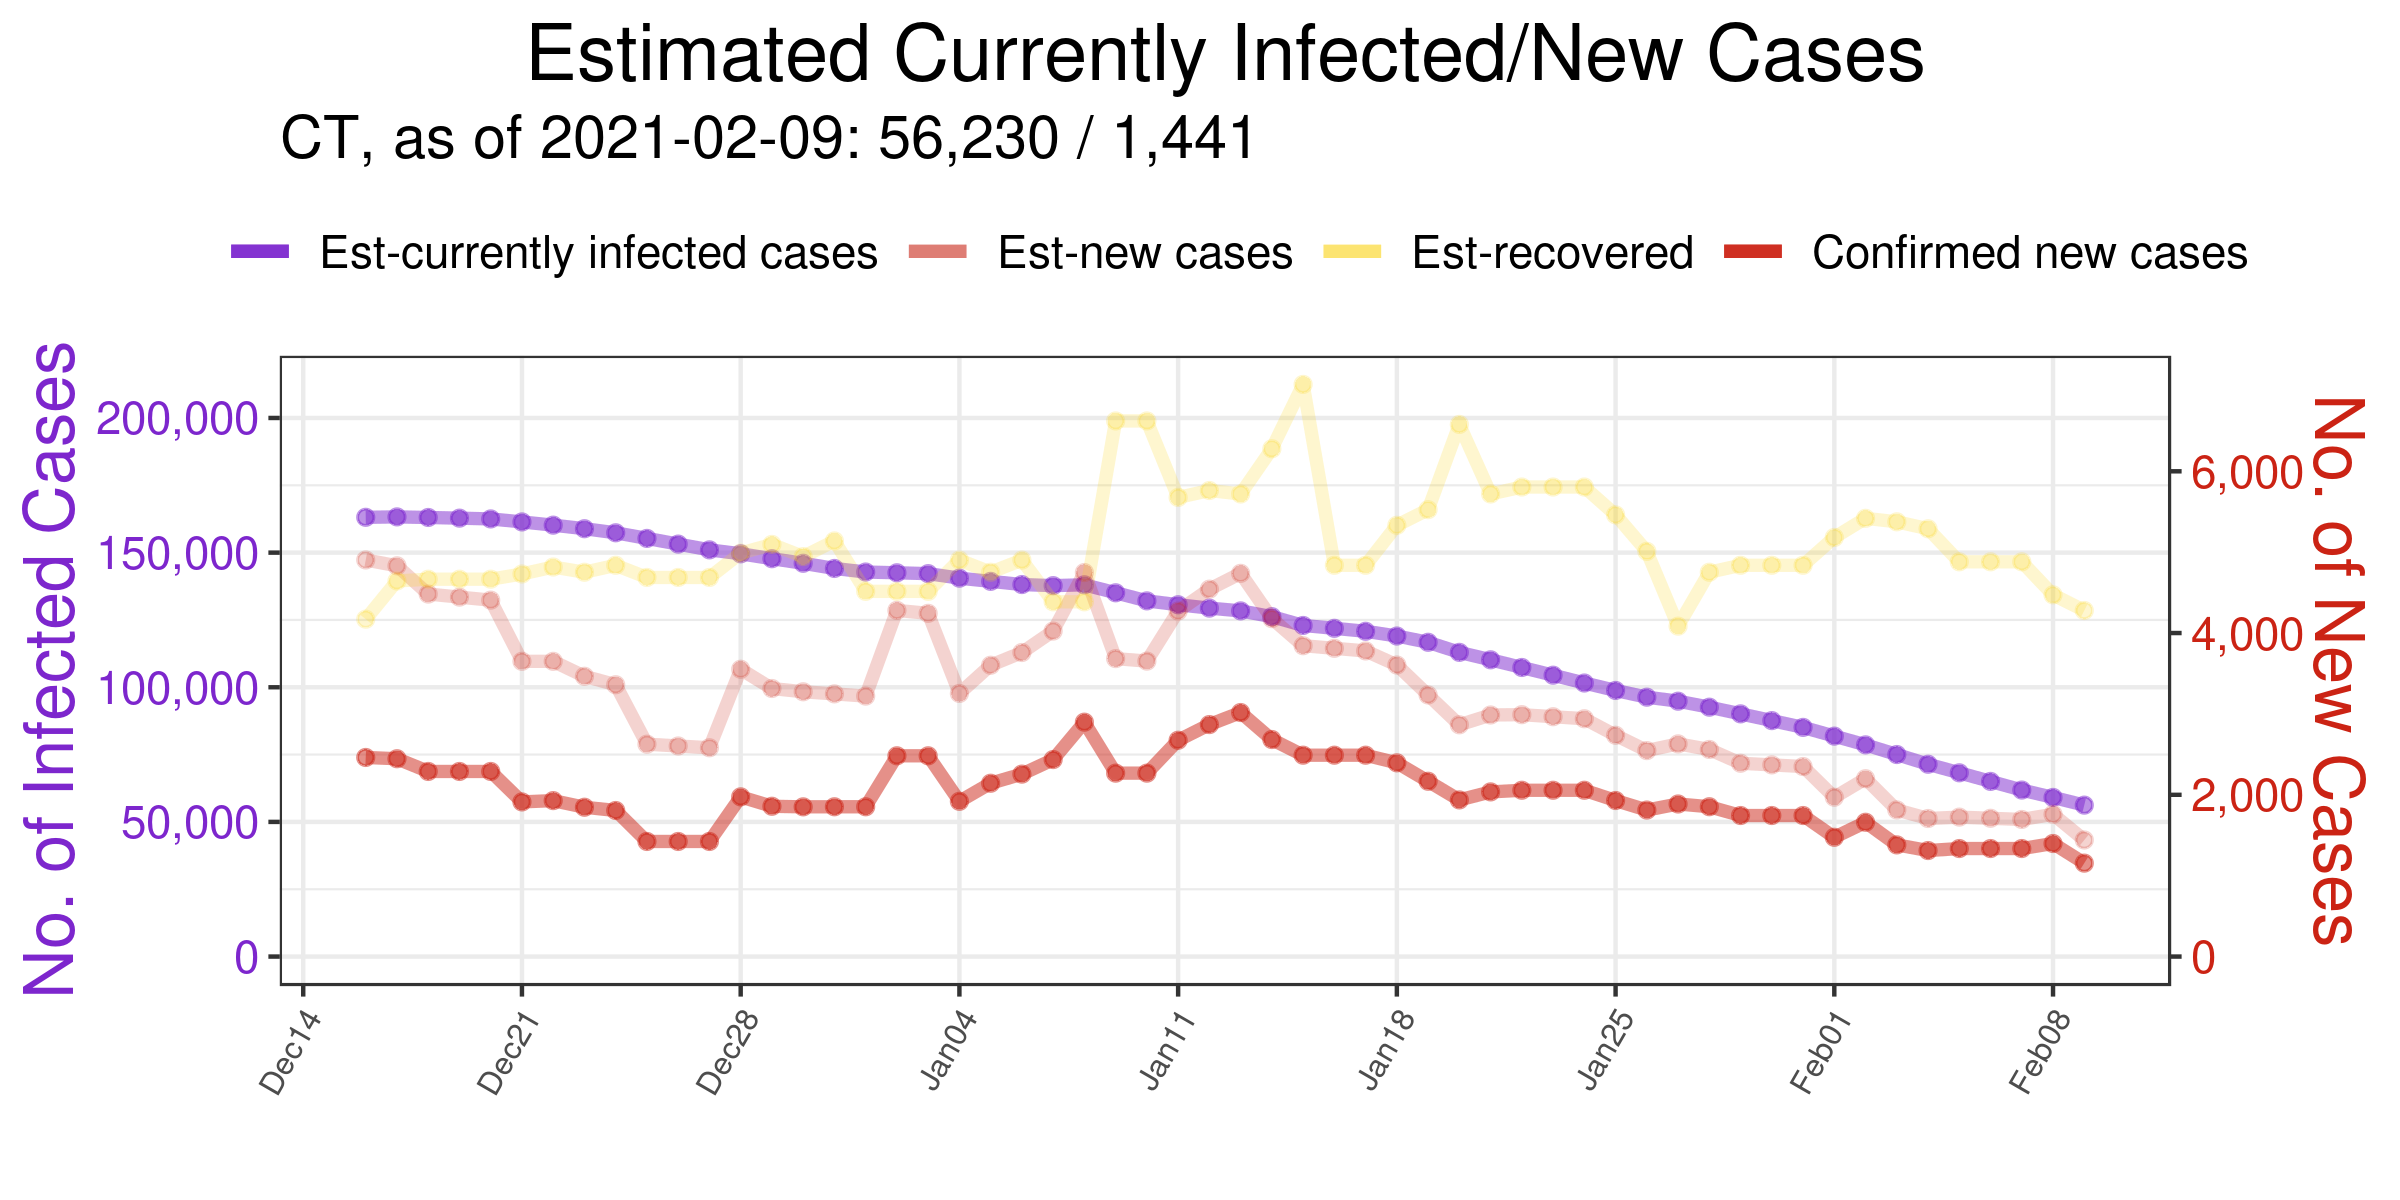 Estimated Currently Infected/New Cases
CT, as of 2021-02-09: 56,230 / 1,441
Est-currently infected cases Est-new cases Est-recovered Confirmed new cases
No. of Infected Cases
200,000
150,000
100,000
50,000
0
6,000
4,000
2,000
0
No. of New Cases
Dec14 Dec21 Dec28 Jan04 Jan11 Jan18 Jan25 Feb01 Feb08